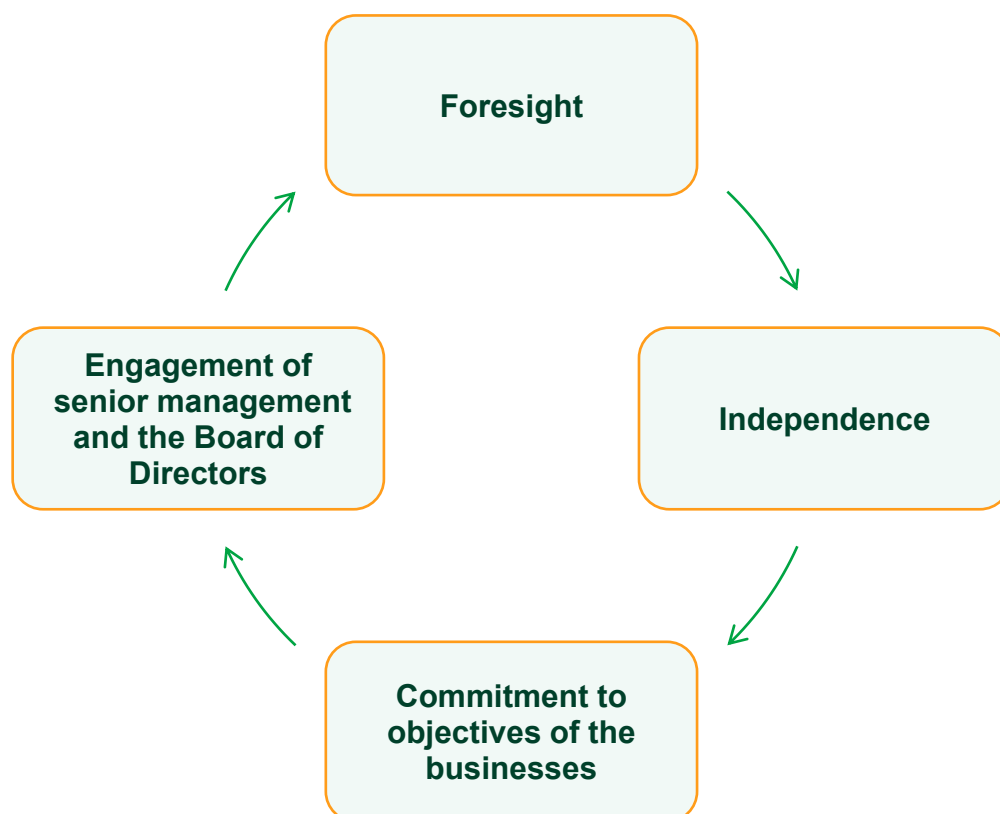 Foresight
Independence
Commitment to
objectives of the
businesses
Engagement of
senior management
and the Board of
Directors